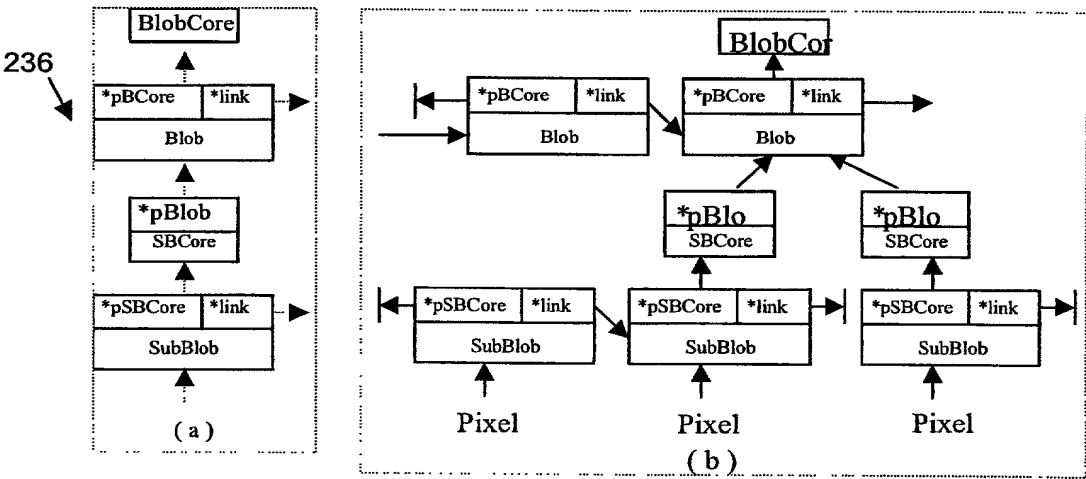 236
BlobCore
*pBCore *link
Blob
*pBlob
SBCore
*pSBCore *link
SubBlob
( a )
BlobCor
*pBCore *link
Blob
*pBCore *link
Blob
*pBlo
SBCore
*pBlo
SBCore
*pSBCore *link
SubBlob
*pSBCore *link
SubBlob
*pSBCore *link
SubBlob
Pixel
Pixel
Pixel
( b )